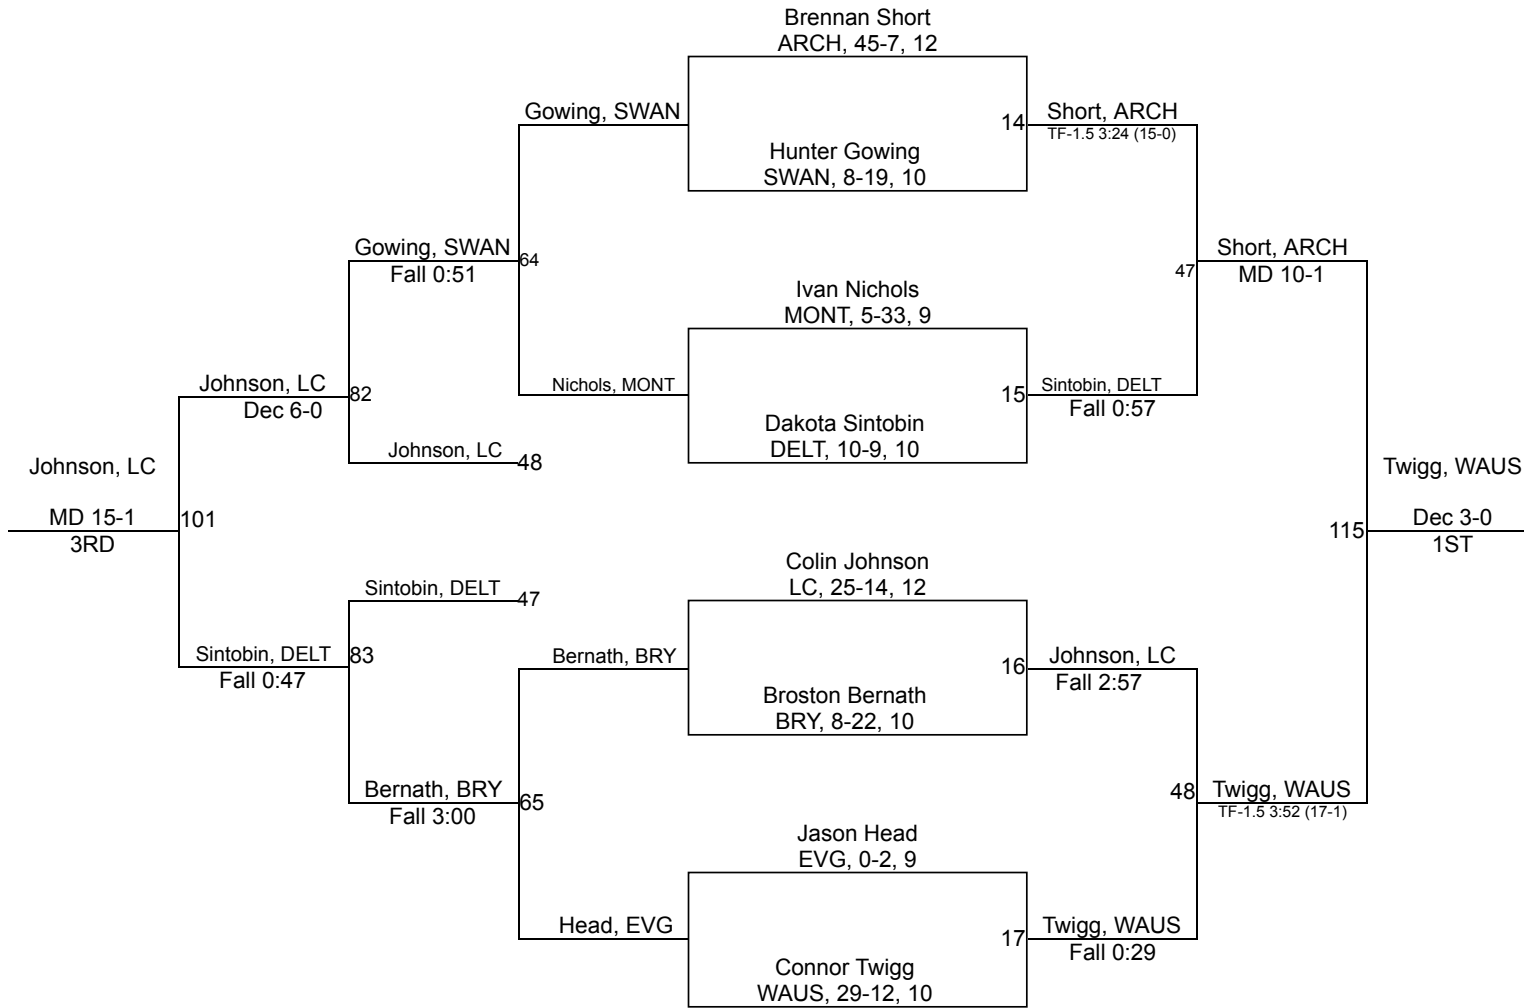 Brennan Short
ARCH, 45-7, 12
Gowing, SWAN
14
Short, ARCH
TF-1.5 3:24 (15-0)
Hunter Gowing
SWAN, 8-19, 10
Gowing, SWAN
Fall 0:51
64
47
Short, ARCH
MD 10-1
Ivan Nichols
MONT, 5-33, 9
Johnson, LC
Dec 6-0
82
Nichols, MONT
15
Sintobin, DELT
Fall 0:57
Dakota Sintobin
DELT, 10-9, 10
Johnson, LC
48
Johnson, LC
MD 15-1
3RD
101
Twigg, WAUS
115
Dec 3-0
1ST
Colin Johnson
LC, 25-14, 12
Sintobin, DELT
47
Sintobin, DELT
Fall 0:47
83
Bernath, BRY
16
Johnson, LC
Fall 2:57
Broston Bernath
BRY, 8-22, 10
Bernath, BRY
Fall 3:00
65
48
Twigg, WAUS
TF-1.5 3:52 (17-1)
Jason Head
EVG, 0-2, 9
Head, EVG
17
Twigg, WAUS
Fall 0:29
Connor Twigg
WAUS, 29-12, 10